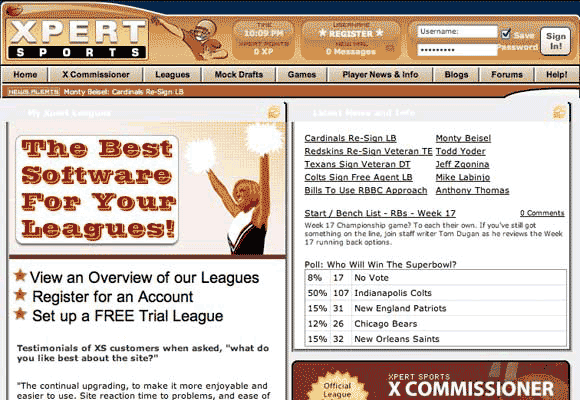 XPERT
SPORTS
TIME
10:09 PM
XPERT POINTS
0 XP
USERNAME
★ REGISTER ★
NEW MAIL
0 Messages
Username:
*********
Save
Password
Sign
In!
Home
X Commissioner
Leagues
Mock Drafts
Games
Player News & Info
Blogs
Forums
Help!
NEWS ALERTS
Monty Beisel: Cardinals Re-Sign LB
My Xpert Leagues
The Best
Software
For Your
Leagues!
View an Overview of our Leagues
Register for an Account
Set up a FREE Trial League
Testimonials of XS customers when asked, "what do
you like best about the site?"
"The continual upgrading, to make it more enjoyable and
easier to use. Site reaction time to problems, and ease of
Latest News and Info
Cardinals Re-Sign LB Monty Beisel
Redskins Re-Sign Veteran TE Todd Yoder
Texans Sign Veteran DT Jeff Zgonina
Colts Sign Free Agent LB Mike Labinjo
Bills To Use RBBC Approach Anthony Thomas
Start / Bench List - RBs - Week 17 0 Comments
Week 17 Championship game? To each their own. If you've still got
something on the line, join staff writer Tom Dugan as he reviews the Week
17 running back options.
Poll: Who Will Win The Superbowl?
8% 17 No Vote
50% 107 Indianapolis Colts
15% 31 New England Patriots
12% 26 Chicago Bears
15% 32 New Orleans Saints
Official
League
XPERT SPORTS
X COMMISSIONER